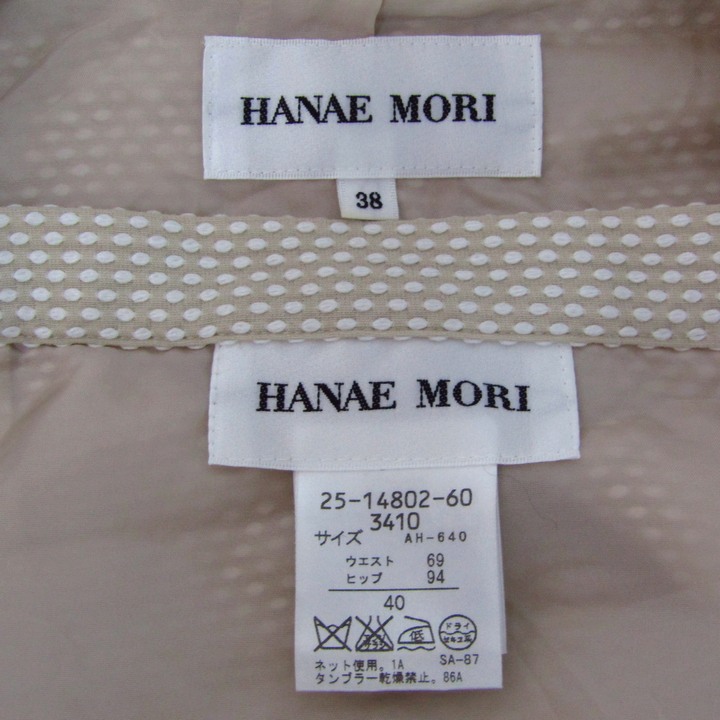 HANAE MORI
38
HANAE MORI
25-14802-60
3410
サイズ AH-640
ウエスト 69
ヒップ 94
40
低 ドライ
ネット使用。1A SA-87
タンブラー乾燥禁止。86A